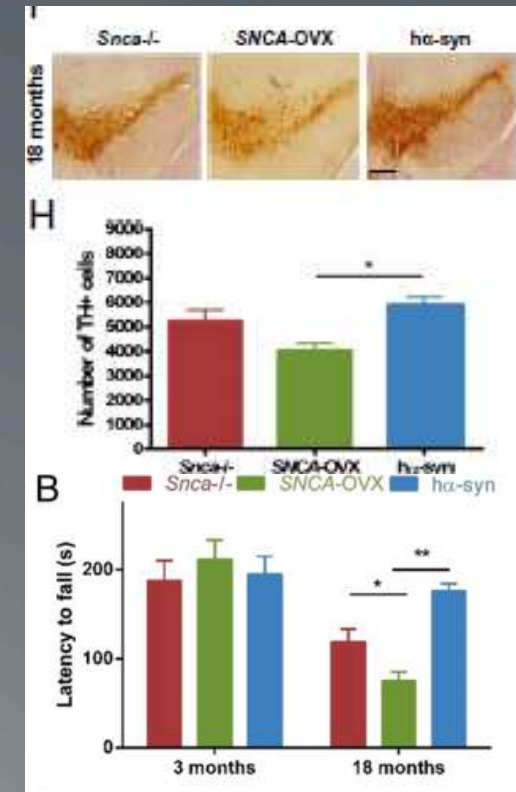 Snca-/- SNCA-OVX hα-syn
18 months
H
9000
8000
7000
6000
5000
4000
3000
2000
1000
0
Number of TH+ cells
*
Snca-/- SNCA-OVX hα-syn
B
Snca-/- SNCA-OVX hα-syn
Latency to fall (s)
200
100
0
* **
3 months 18 months